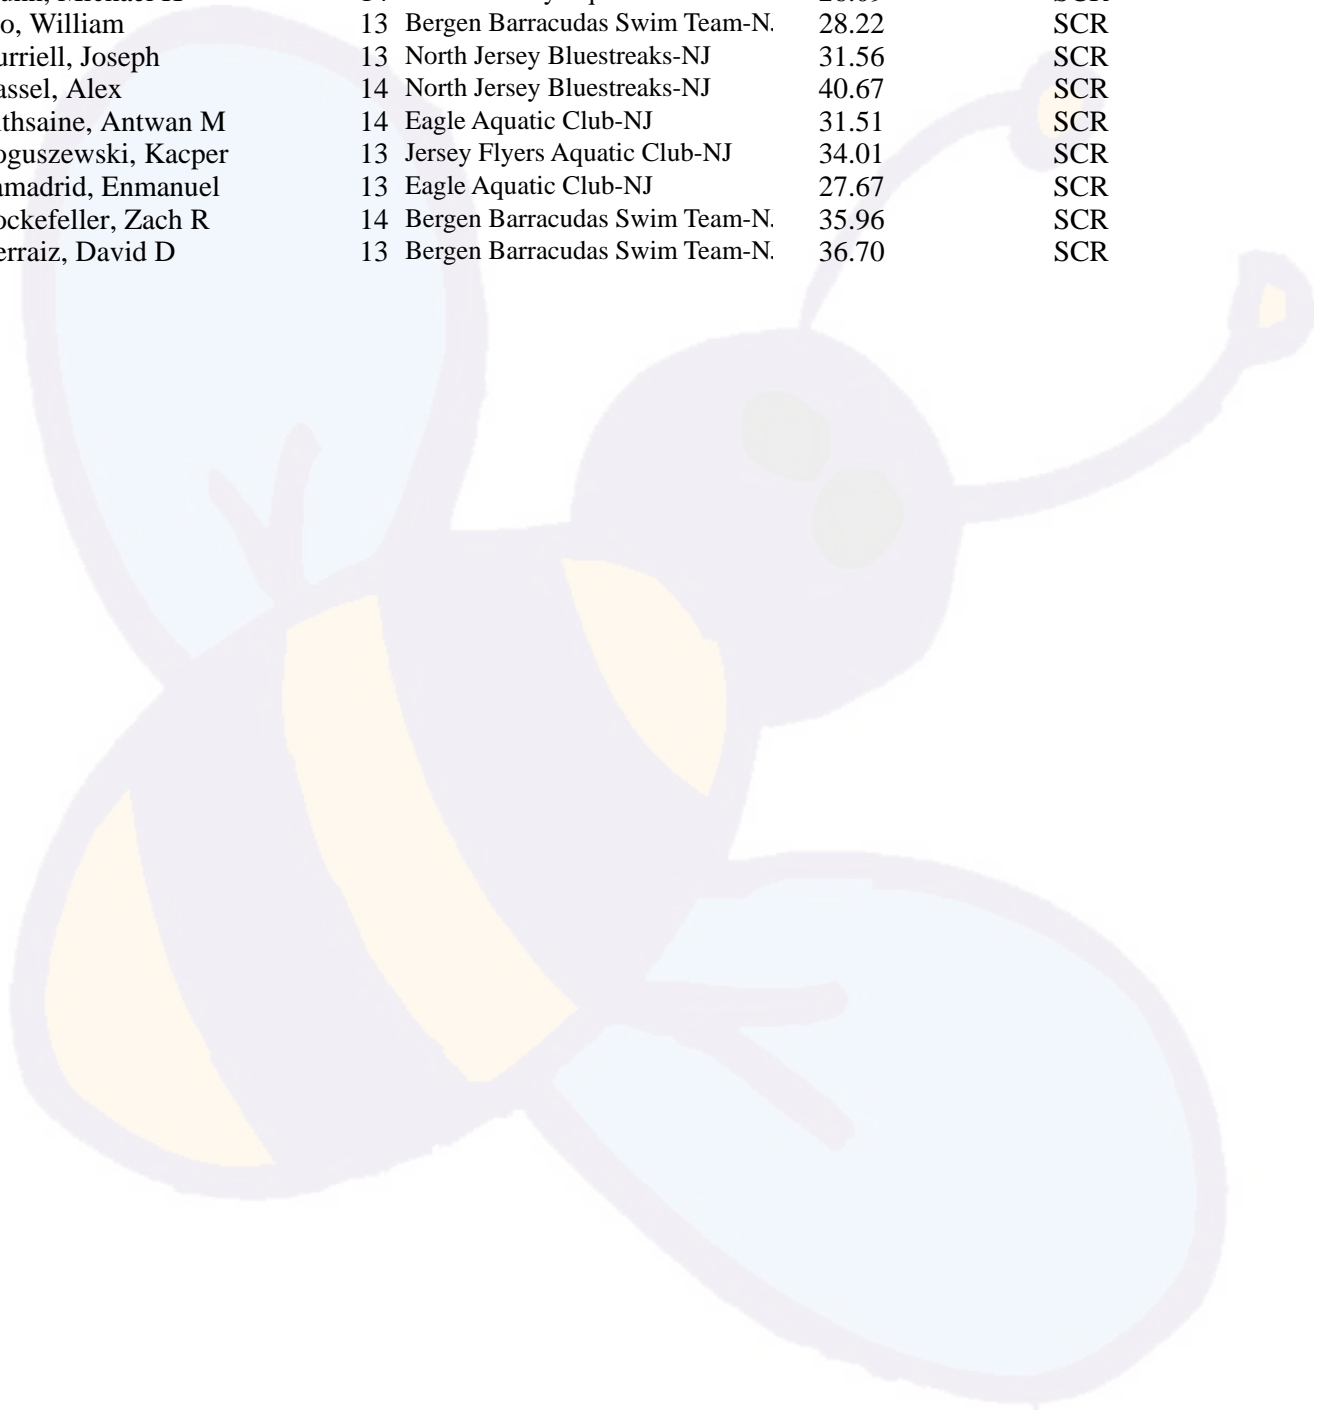 14
o, William 13 Bergen Barracudas Swim Team-N. 28.22 SCR
urriell, Joseph 13 North Jersey Bluestreaks-NJ 31.56 SCR
assel, Alex 14 North Jersey Bluestreaks-NJ 40.67 SCR
thsaine, Antwan M 14 Eagle Aquatic Club-NJ 31.51 SCR
oguszewski, Kacper 13 Jersey Flyers Aquatic Club-NJ 34.01 SCR
amadrid, Enmanuel 13 Eagle Aquatic Club-NJ 27.67 SCR
ockefeller, Zach R 14 Bergen Barracudas Swim Team-N. 35.96 SCR
erraiz, David D 13 Bergen Barracudas Swim Team-N. 36.70 SCR